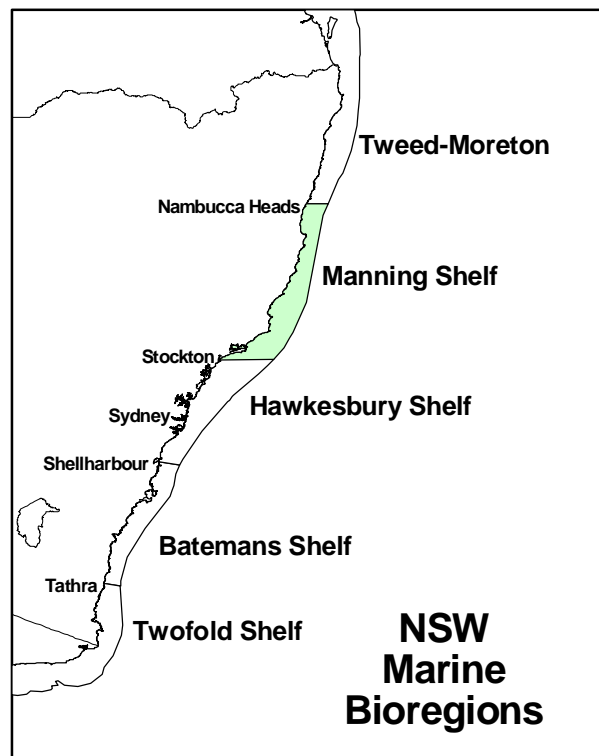 Tweed-Moreton
Nambucca Heads
Manning Shelf
Stockton
Hawkesbury Shelf
Sydney
Shellharbour
Batemans Shelf
Tathra
Twofold Shelf
NSW
Marine
Bioregions